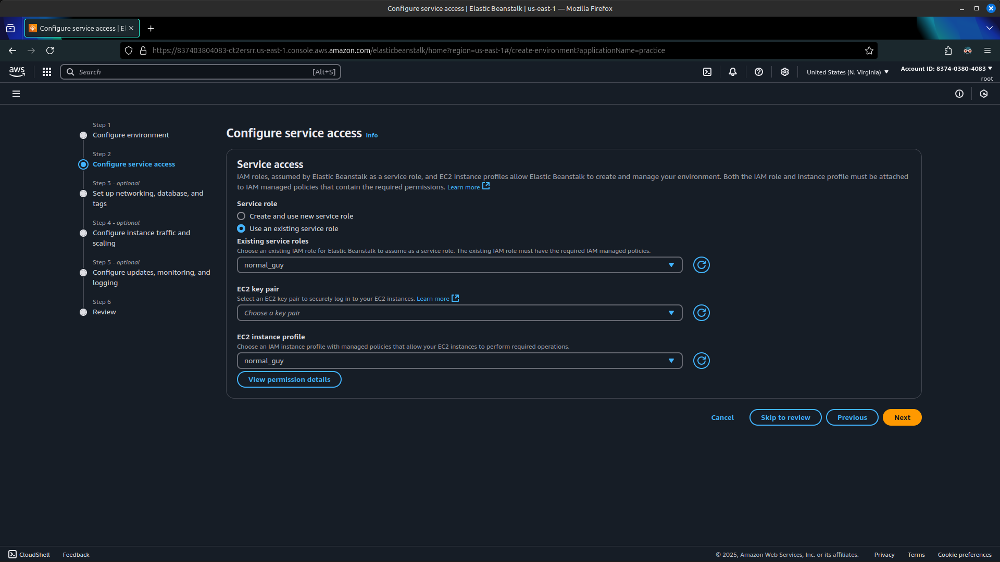 Configure service access | Elastic Beanstalk | us-east-1 — Mozilla Firefox
Configure service access | El
https://837403804083-dt2ersrr.us-east-1.console.aws.amazon.com/elasticbeanstalk/home?region=us-east-1#/create-environment?applicationName=practice
aws
Search [Alt+S]
United States (N. Virginia)
Account ID: 8374-0380-4083
root
Step 1
Configure environment
Step 2
Configure service access
Step 3 - optional
Set up networking, database, and
tags
Step 4 - optional
Configure instance traffic and
scaling
Step 5 - optional
Configure updates, monitoring, and
logging
Step 6
Review
Configure service access Info
Service access
IAM roles, assumed by Elastic Beanstalk as a service role, and EC2 instance profiles allow Elastic Beanstalk to create and manage your environment. Both the IAM role and instance profile must be attached
to IAM managed policies that contain the required permissions. Learn more
Service role
Create and use new service role
Use an existing service role
Existing service roles
Choose an existing IAM role for Elastic Beanstalk to assume as a service role. The existing IAM role must have the required IAM managed policies.
normal_guy
EC2 key pair
Select an EC2 key pair to securely log in to your EC2 instances. Learn more
Choose a key pair
EC2 instance profile
Choose an IAM instance profile with managed policies that allow your EC2 instances to perform required operations.
normal_guy
View permission details
Cancel
Skip to review
Previous
Next
CloudShell
Feedback
© 2025, Amazon Web Services, Inc. or its affiliates.
Privacy
Terms
Cookie preferences